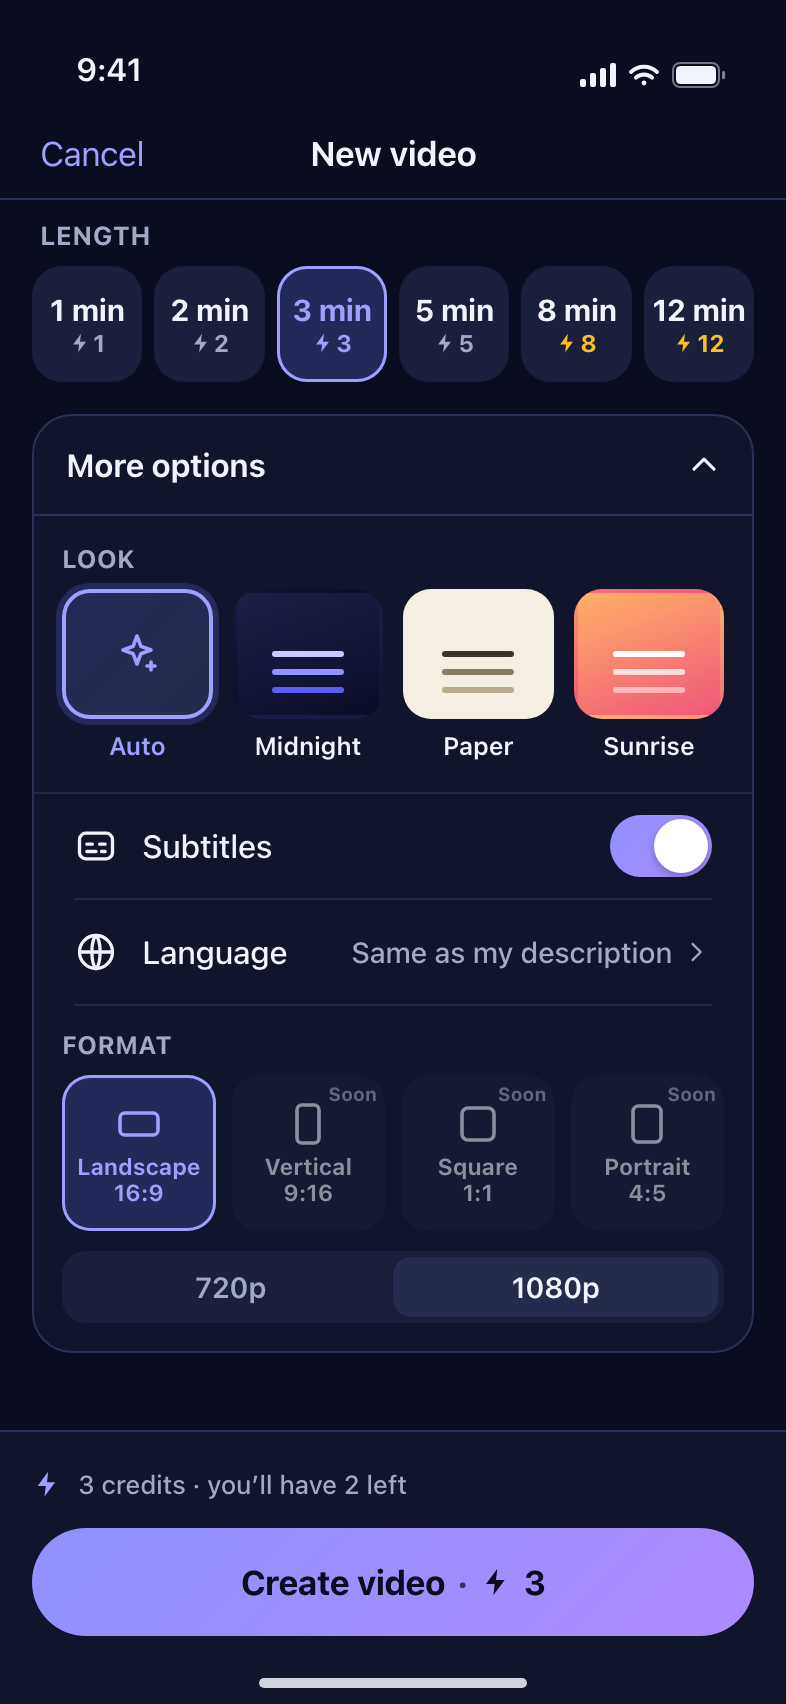 9:41
Cancel
New video
LENGTH
1 min
2 min
3 min
5 min
8 min
12 min
1
2
3
5
8
12
More options
LOOK
Auto
Midnight
Paper
Sunrise
Subtitles
Language
Same as my description
FORMAT
Landscape
16:9
Soon
Vertical
9:16
Soon
Square
1:1
Soon
Portrait
4:5
720p
1080p
3 credits · you’ll have 2 left
Create video · 3